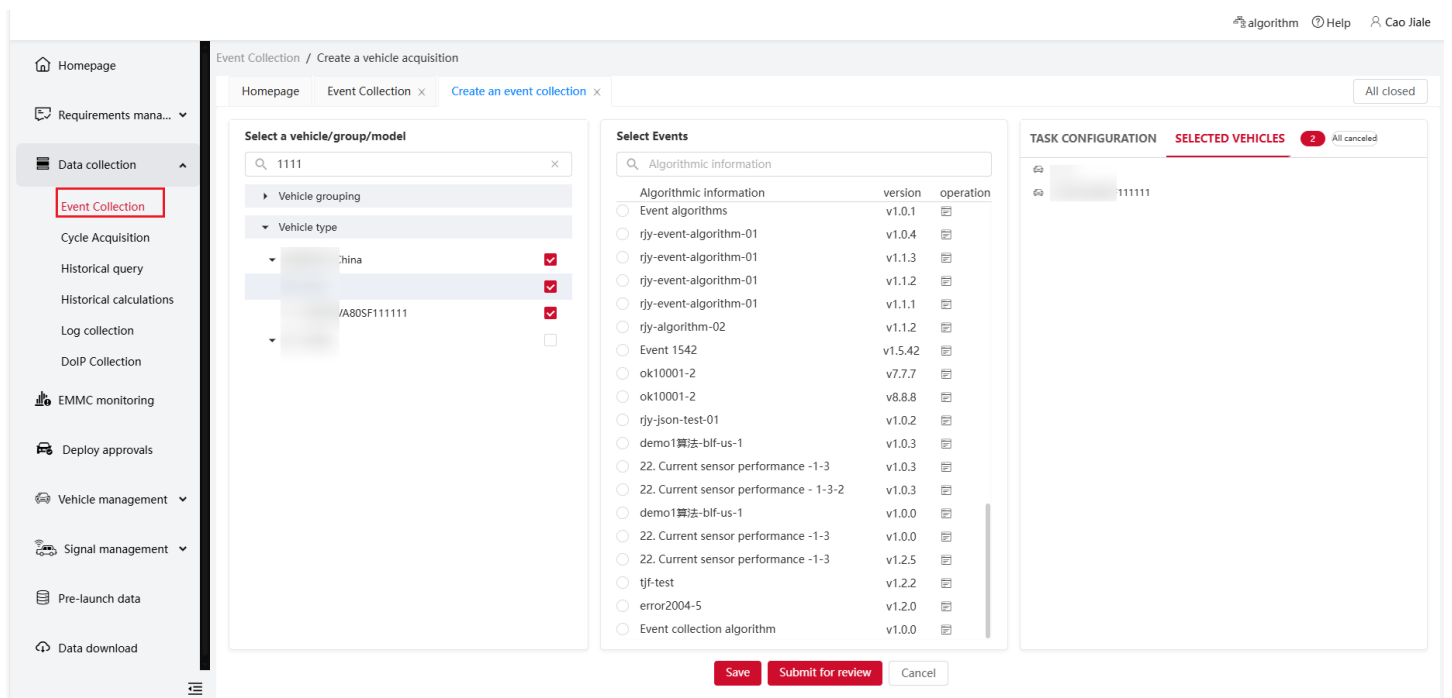 algorithm Help Cao Jiale
Homepage
Requirements mana...
Data collection
Event Collection
Cycle Acquisition
Historical query
Historical calculations
Log collection
DoIP Collection
EMMC monitoring
Deploy approvals
Vehicle management
Signal management
Pre-launch data
Data download
Event Collection / Create a vehicle acquisition
Homepage Event Collection × Create an event collection × All closed
Select a vehicle/group/model
1111 ×
Vehicle grouping
Vehicle type
China
/A80SF111111
Select Events
Algorithmic information
Algorithmic information version operation
Event algorithms v1.0.1
rjy-event-algorithm-01 v1.0.4
rjy-event-algorithm-01 v1.1.3
rjy-event-algorithm-01 v1.1.2
rjy-event-algorithm-01 v1.1.1
rjy-algorithm-02 v1.1.2
Event 1542 v1.5.42
ok10001-2 v7.7.7
ok10001-2 v8.8.8
rjy-json-test-01 v1.0.2
demo1算法-blf-us-1 v1.0.3
22. Current sensor performance -1-3 v1.0.3
22. Current sensor performance - 1-3-2 v1.0.3
demo1算法-blf-us-1 v1.0.0
22. Current sensor performance -1-3 v1.0.0
22. Current sensor performance -1-3 v1.2.5
tjf-test v1.2.2
error2004-5 v1.2.0
Event collection algorithm v1.0.0
TASK CONFIGURATION SELECTED VEHICLES 2 All canceled
111111
Save Submit for review Cancel